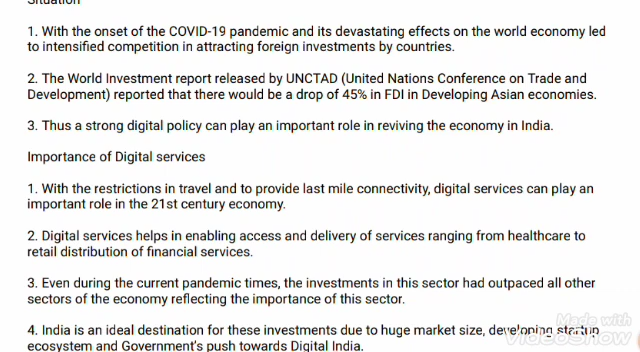 Situation
1. With the onset of the COVID-19 pandemic and its devastating effects on the world economy led
to intensified competition in attracting foreign investments by countries.
2. The World Investment report released by UNCTAD (United Nations Conference on Trade and
Development) reported that there would be a drop of 45% in FDI in Developing Asian economies.
3. Thus a strong digital policy can play an important role in reviving the economy in India.
Importance of Digital services
1. With the restrictions in travel and to provide last mile connectivity, digital services can play an
important role in the 21st century economy.
2. Digital services helps in enabling access and delivery of services ranging from healthcare to
retail distribution of financial services.
3. Even during the current pandemic times, the investments in this sector had outpaced all other
sectors of the economy reflecting the importance of this sector.
4. India is an ideal destination for these investments due to huge market size, developing startup
ecosystem and Government's push towards Digital India.
Made with
VideoShow